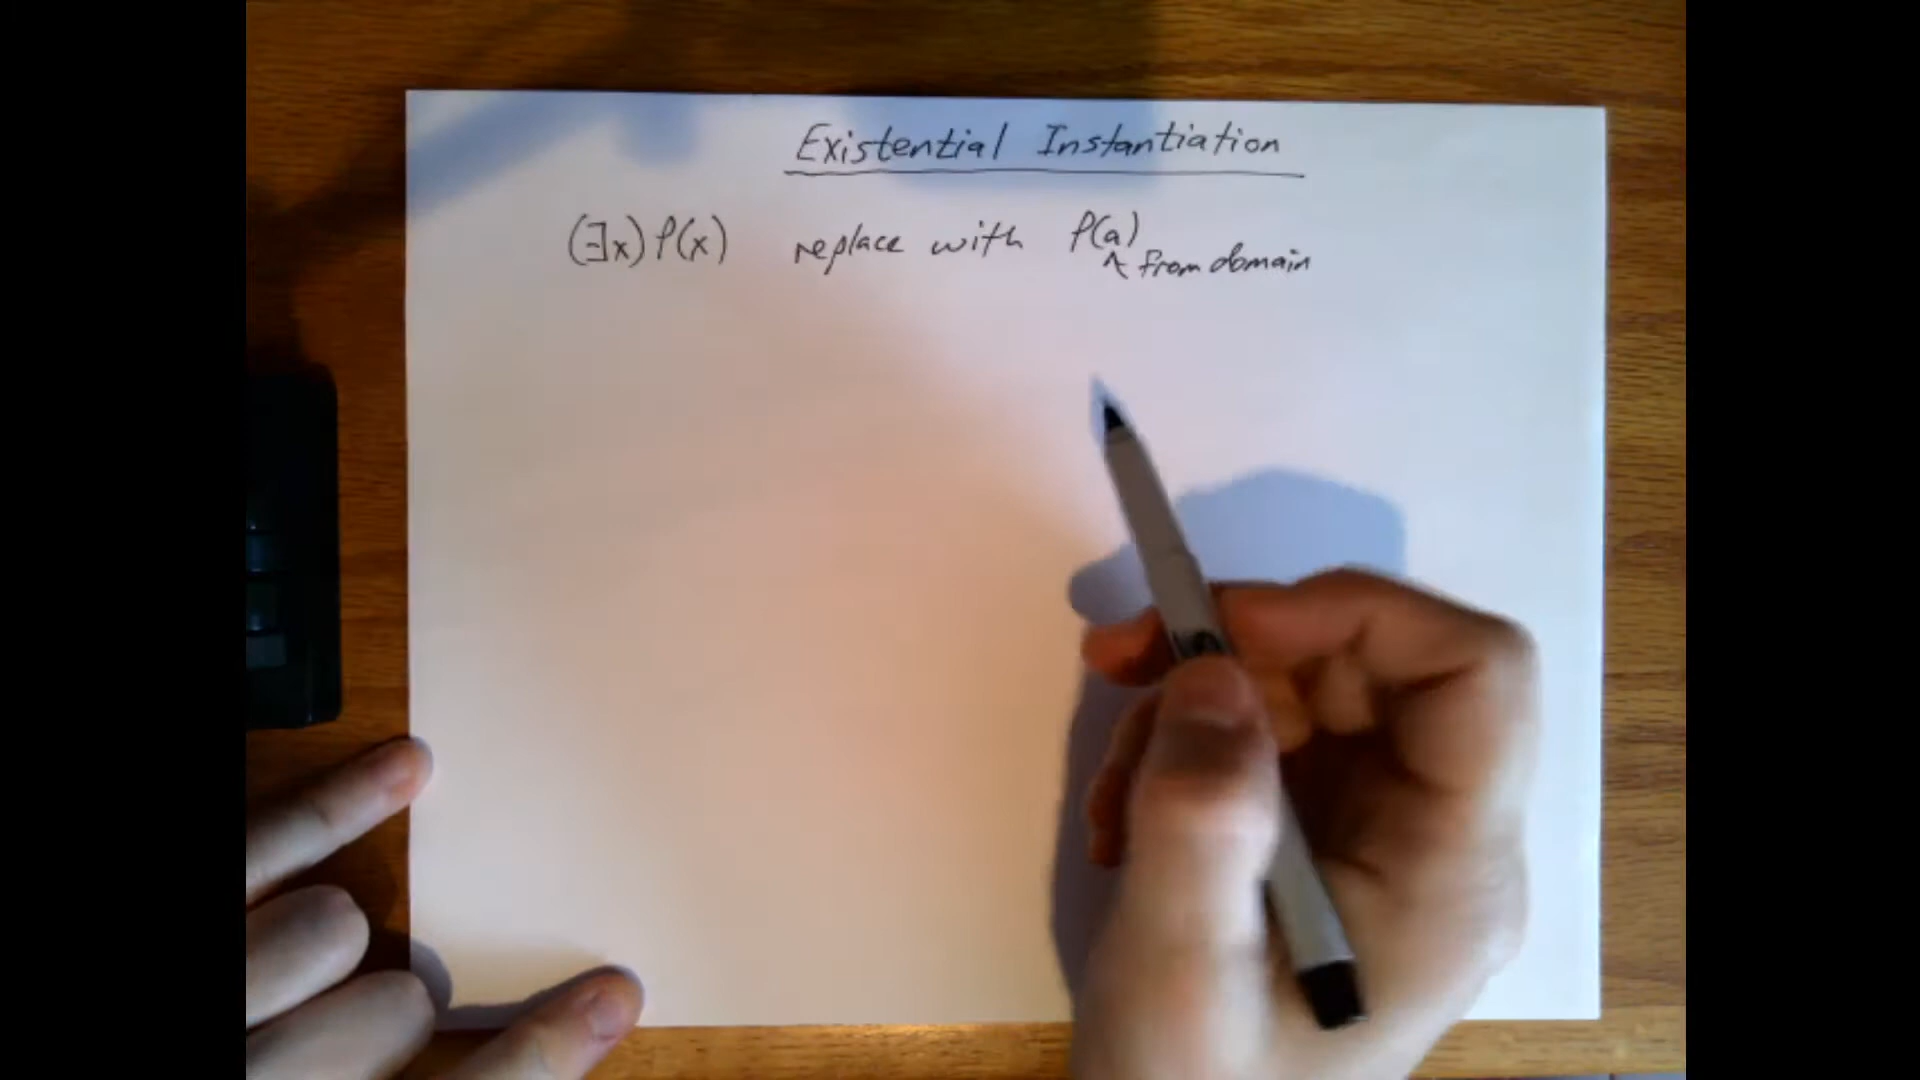 Existential Instantiation
(∃x)P(x) replace with P(a)
↖ from domain